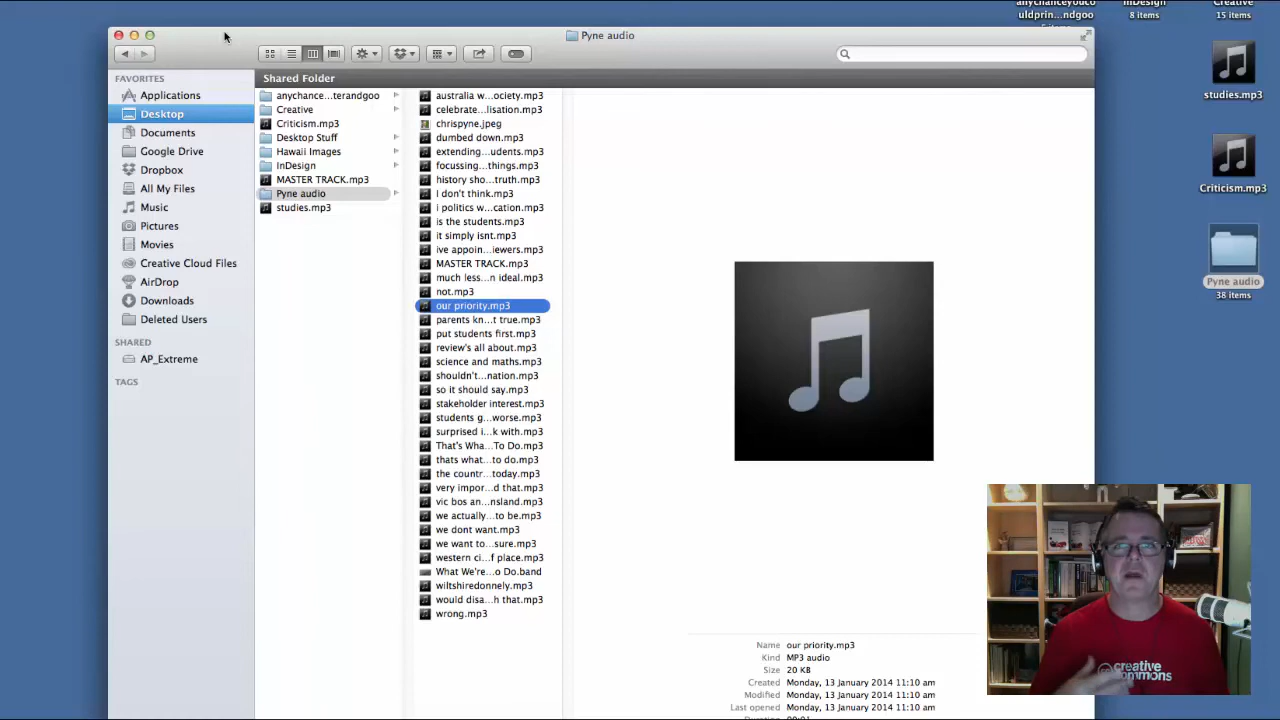 anychanceyouc
ouldprin...ndgoo
InDesign
8 items
Creative
15 items
Pyne audio
Shared Folder
FAVORITES
Applications
Desktop
Documents
Google Drive
Dropbox
All My Files
Music
Pictures
Movies
Creative Cloud Files
AirDrop
Downloads
Deleted Users
SHARED
AP_Extreme
TAGS
anychance...terandgoo
Creative
Criticism.mp3
Desktop Stuff
Hawaii Images
InDesign
MASTER TRACK.mp3
Pyne audio
studies.mp3
australia w...ociety.mp3
celebrate...lisation.mp3
chrispyne.jpeg
dumbed down.mp3
extending...udents.mp3
focussing...things.mp3
history sho...truth.mp3
I don't think.mp3
i politics w...cation.mp3
is the students.mp3
it simply isnt.mp3
ive appoin...iewers.mp3
MASTER TRACK.mp3
much less...n ideal.mp3
not.mp3
our priority.mp3
parents kn...t true.mp3
put students first.mp3
review's all about.mp3
science and maths.mp3
shouldn't...nation.mp3
so it should say.mp3
stakeholder interest.mp3
students g...worse.mp3
surprised i...k with.mp3
That's Wha...To Do.mp3
thats what...to do.mp3
the countr...today.mp3
very impor...d that.mp3
vic bos an...nsland.mp3
we actually...to be.mp3
we dont want.mp3
we want to...sure.mp3
western ci...f place.mp3
What We're...o Do.band
wiltshiredonnely.mp3
would disa...h that.mp3
wrong.mp3
Name our priority.mp3
Kind MP3 audio
Size 20 KB
Created Monday, 13 January 2014 11:10 am
Modified Monday, 13 January 2014 11:10 am
Last opened Monday, 13 January 2014 11:10 am
studies.mp3
Criticism.mp3
Pyne audio
38 items
creative
commons